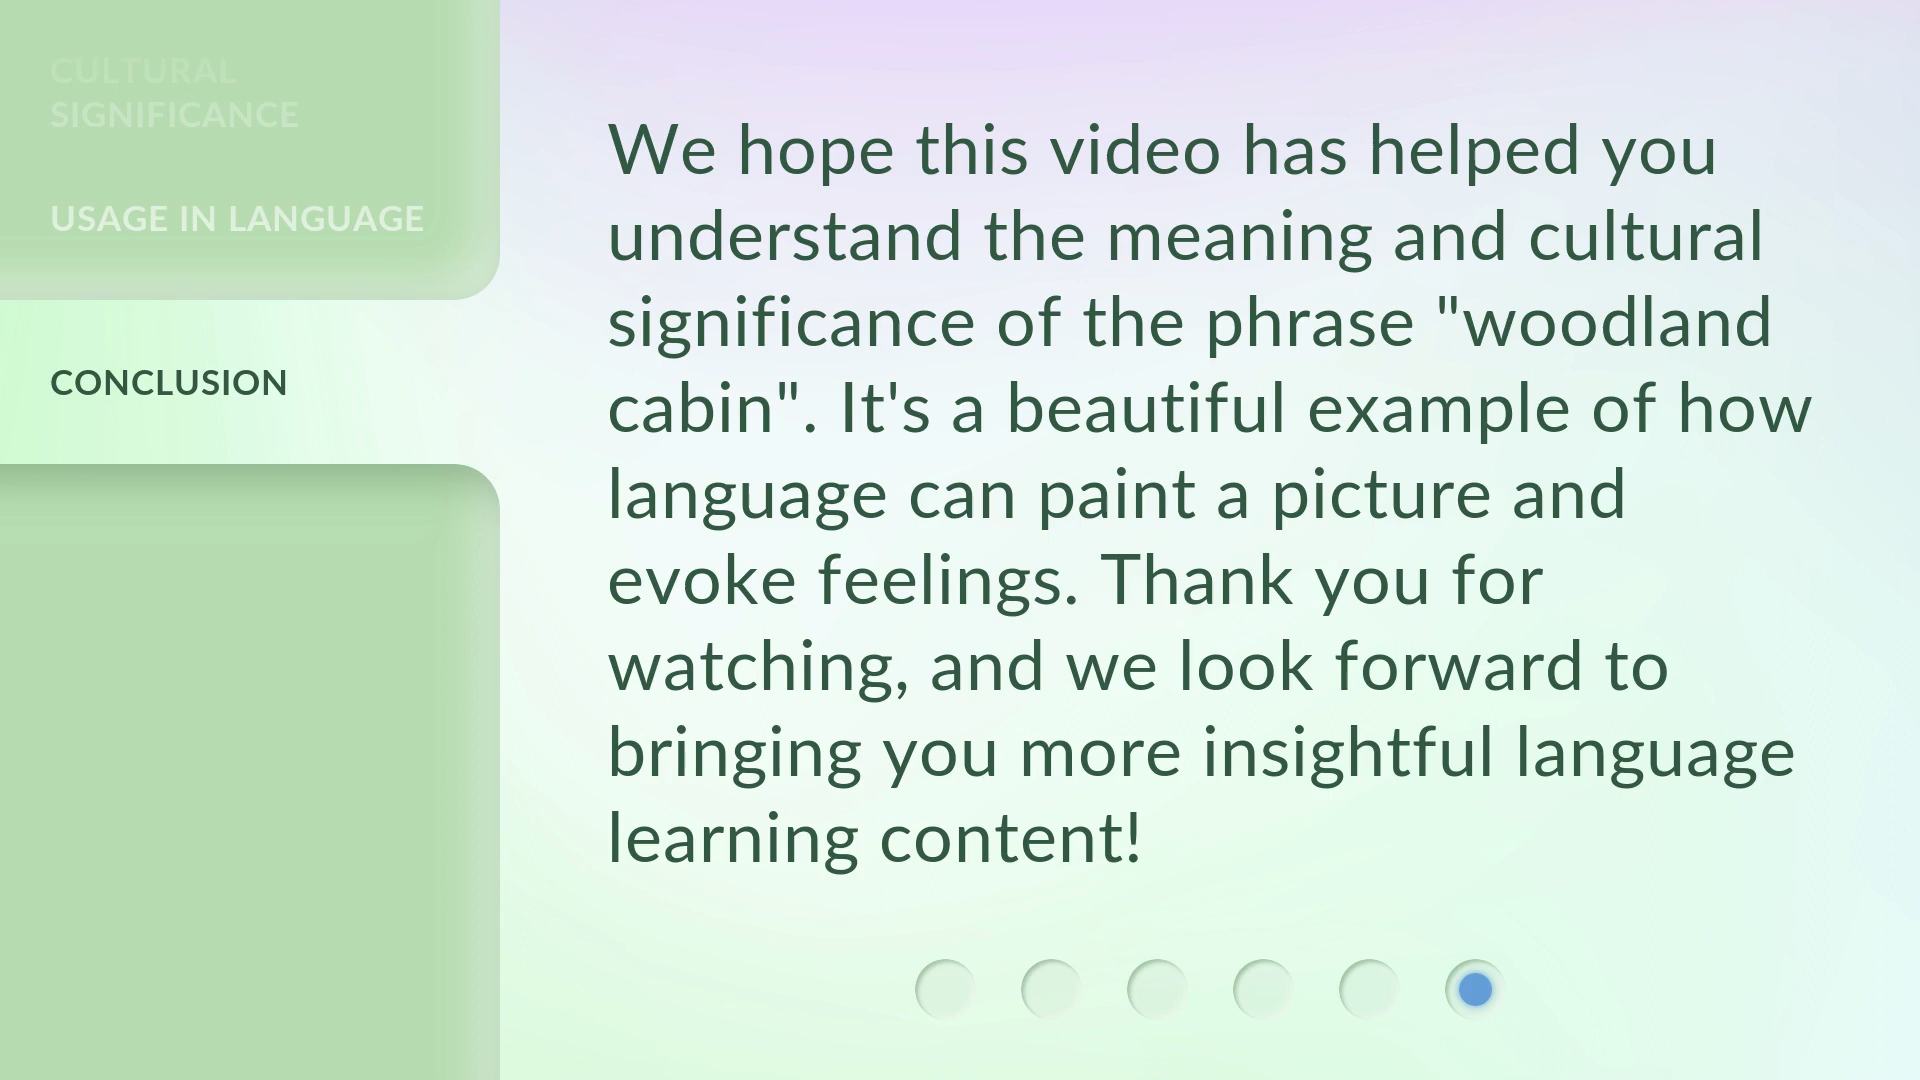 CULTURAL
SIGNIFICANCE
USAGE IN LANGUAGE
CONCLUSION
We hope this video has helped you
understand the meaning and cultural
significance of the phrase "woodland
cabin". It's a beautiful example of how
language can paint a picture and
evoke feelings. Thank you for
watching, and we look forward to
bringing you more insightful language
learning content!